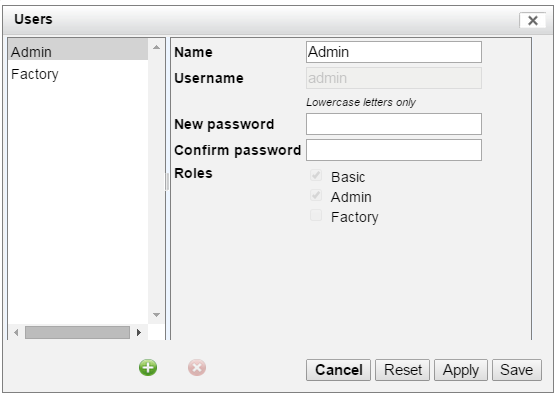 Users
Admin
Factory
Name Admin
Username admin
Lowercase letters only
New password
Confirm password
Roles
Basic
Admin
Factory
Cancel Reset Apply Save